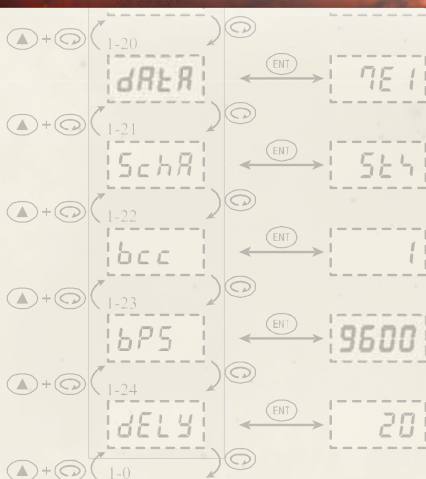 1-20
dAtA ENT 7E1
1-21
SchA ENT St4
1-22
bcc ENT 1
1-23
bPS ENT 9600
1-24
dELY ENT 20
1-0